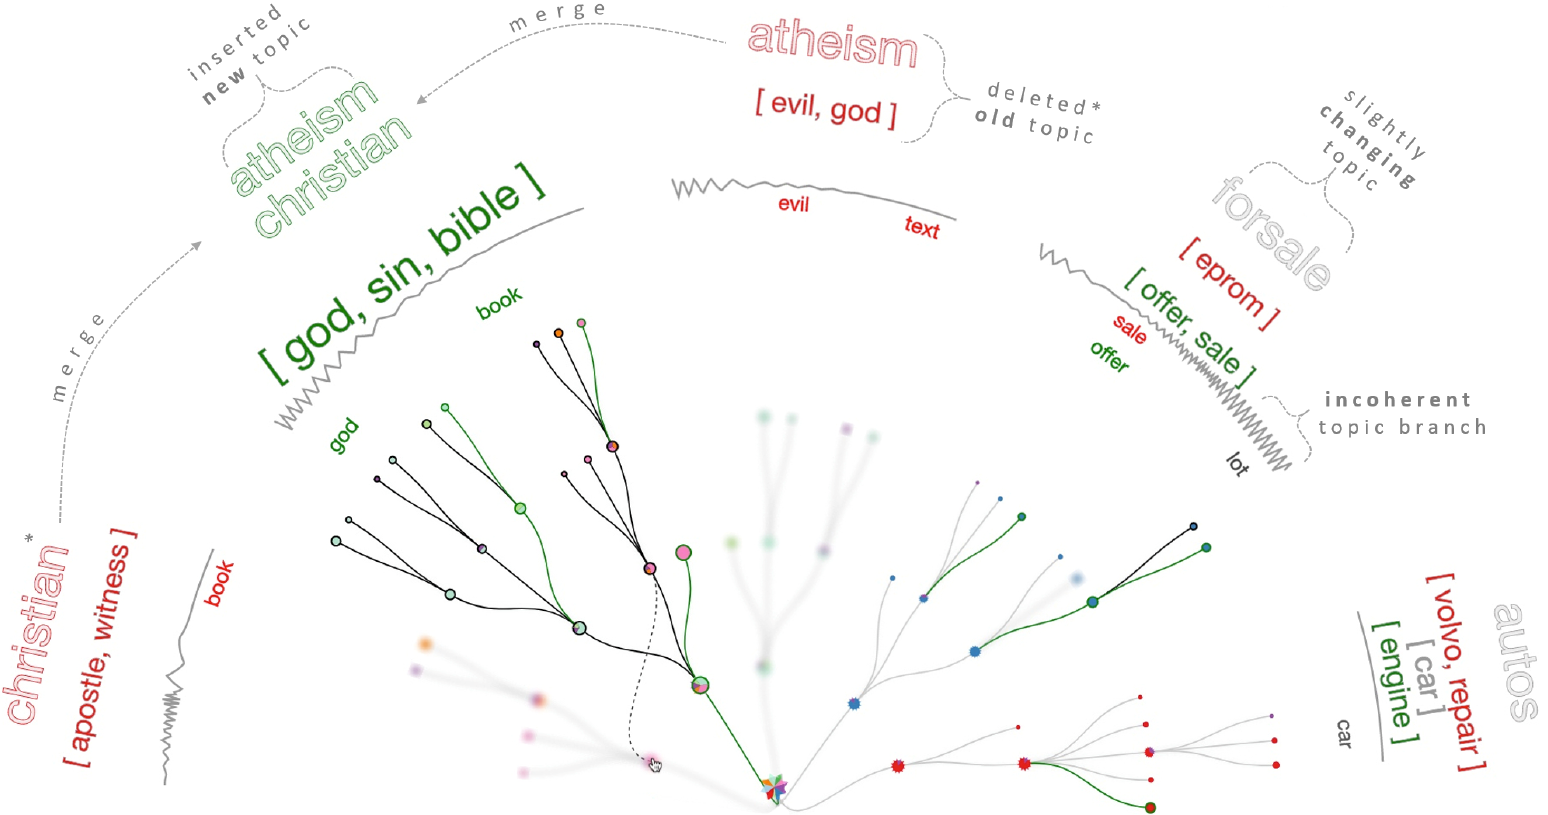 inserted
new topic
merge
atheism
[ evil, god ]
deleted*
old topic
slightly
changing
topic
atheism
christian
[ god, sin, bible ]
book
god
evil
text
forsale
[ eprom ]
[ offer, sale ]
sale
offer
lot
incoherent
topic branch
merge
christian*
[ apostle, witness ]
book
autos
[ volvo, repair ]
[ car ]
[ engine ]
car